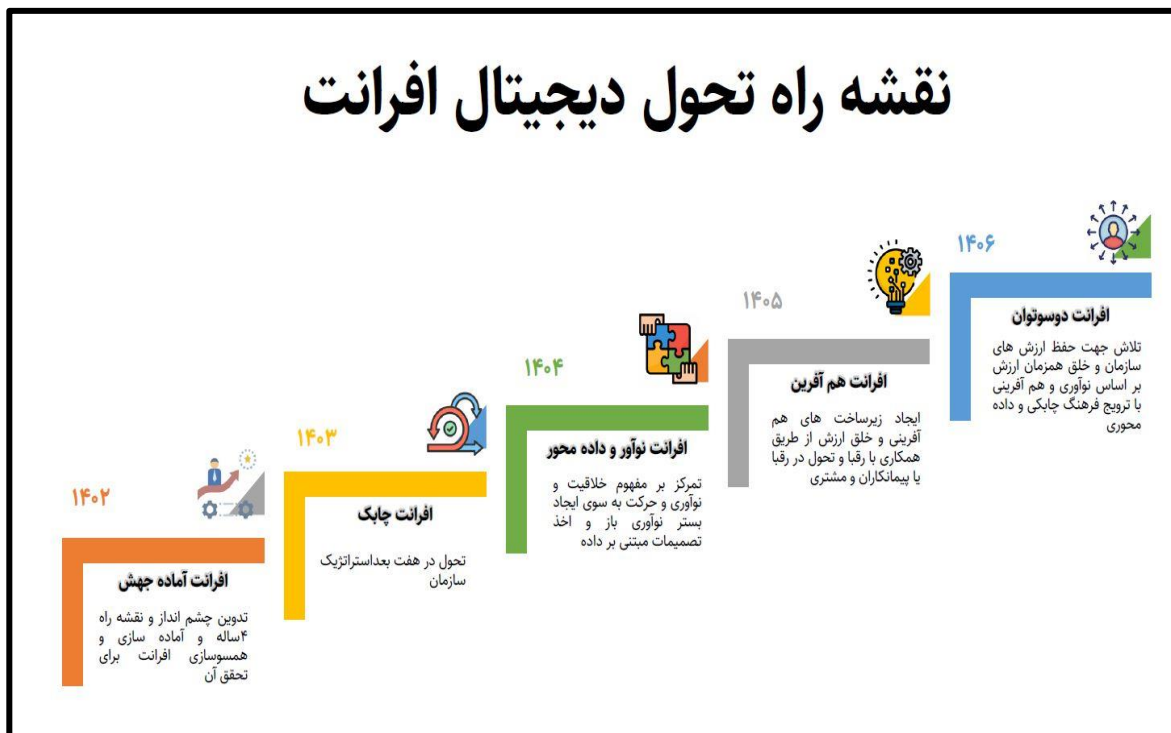 نقشه راه تحول دیجیتال افرانت
۱۴۰۲
افرانت آماده جهش
تدوین چشم انداز و نقشه راه
۴ساله و آماده سازی و
همسوسازی افرانت برای
تحقق آن
۱۴۰۳
افرانت چابک
تحول در هفت بعداستراتژیک
سازمان
۱۴۰۴
افرانت نوآور و داده محور
تمرکز بر مفهوم خلاقیت و
نوآوری و حرکت به سوی ایجاد
بستر نوآوری باز و اخذ
تصمیمات مبتنی بر داده
۱۴۰۵
افرانت هم آفرین
ایجاد زیرساخت های هم
آفرینی و خلق ارزش از طریق
همکاری با رقبا و تحول در رقبا
یا پیمانکاران و مشتری
۱۴۰۶
افرانت دوسوتوان
تلاش جهت حفظ ارزش های
سازمان و خلق همزمان ارزش
بر اساس نوآوری و هم آفرینی
با ترویج فرهنگ چابکی و داده
محوری